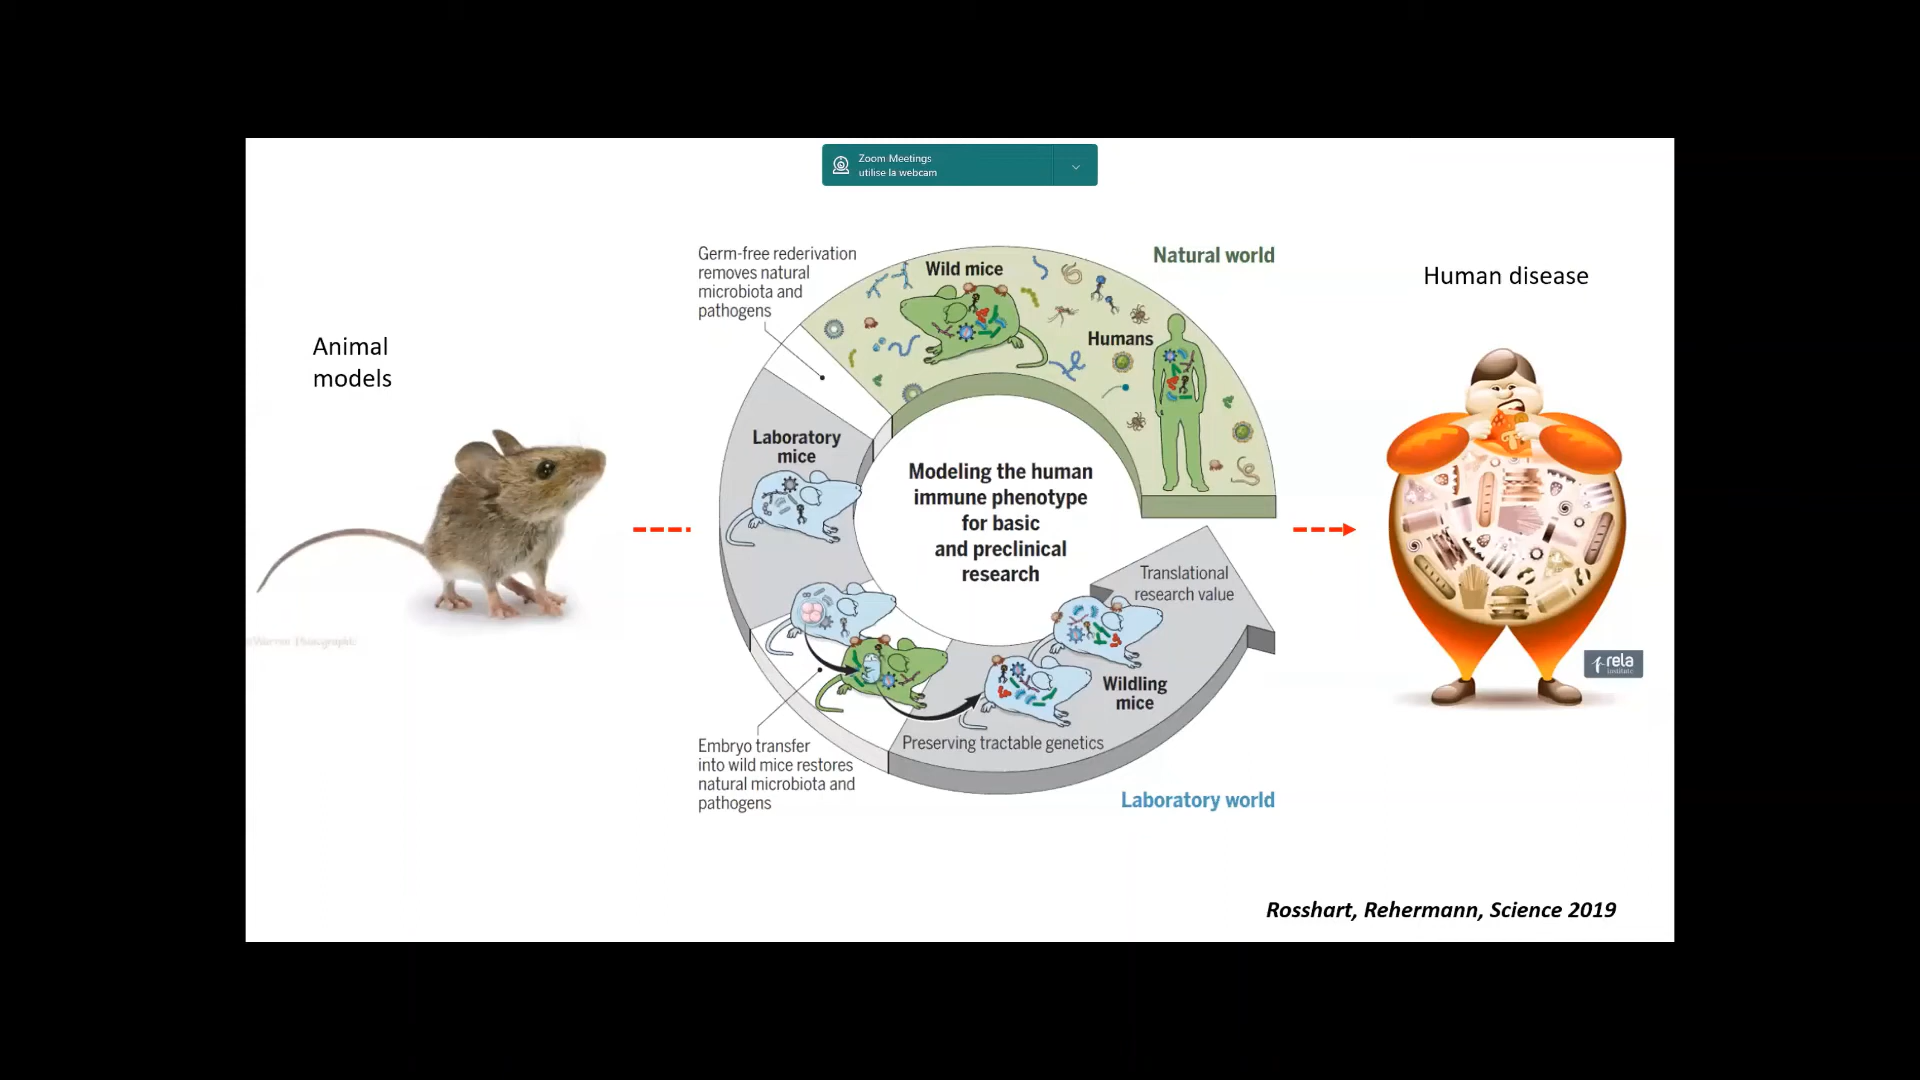 Zoom Meetings
utilise la webcam
Germ-free rederivation
removes natural
microbiota and
pathogens
Wild mice
Natural world
Human disease
Animal
models
Humans
Laboratory
mice
Modeling the human
immune phenotype
for basic
and preclinical
research
Translational
research value
Wildling
mice
Preserving tractable genetics
Embryo transfer
into wild mice restores
natural microbiota and
pathogens
Laboratory world
rela
institute
Rosshart, Rehermann, Science 2019